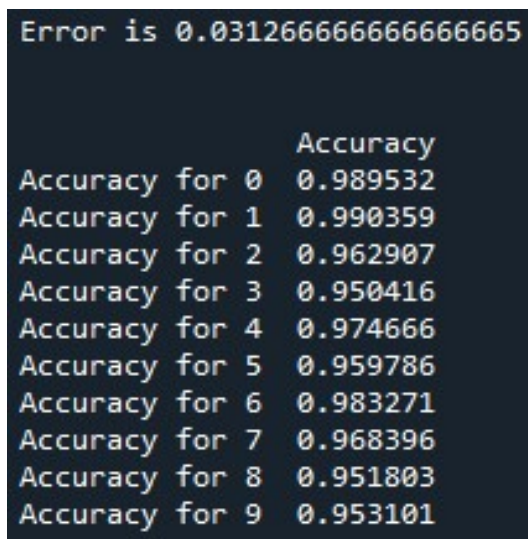 Error is 0.031266666666666665
Accuracy
Accuracy for 0 0.989532
Accuracy for 1 0.990359
Accuracy for 2 0.962907
Accuracy for 3 0.950416
Accuracy for 4 0.974666
Accuracy for 5 0.959786
Accuracy for 6 0.983271
Accuracy for 7 0.968396
Accuracy for 8 0.951803
Accuracy for 9 0.953101